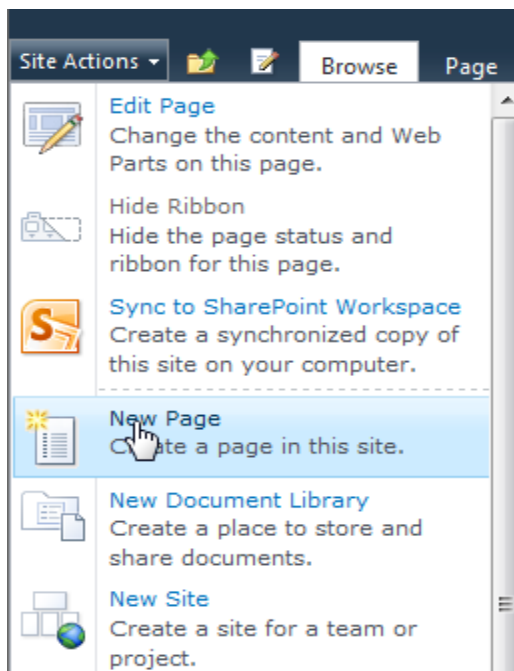 Site Actions Browse Page
Edit Page
Change the content and Web
Parts on this page.
Hide Ribbon
Hide the page status and
ribbon for this page.
Sync to SharePoint Workspace
Create a synchronized copy of
this site on your computer.
New Page
Create a page in this site.
New Document Library
Create a place to store and
share documents.
New Site
Create a site for a team or
project.